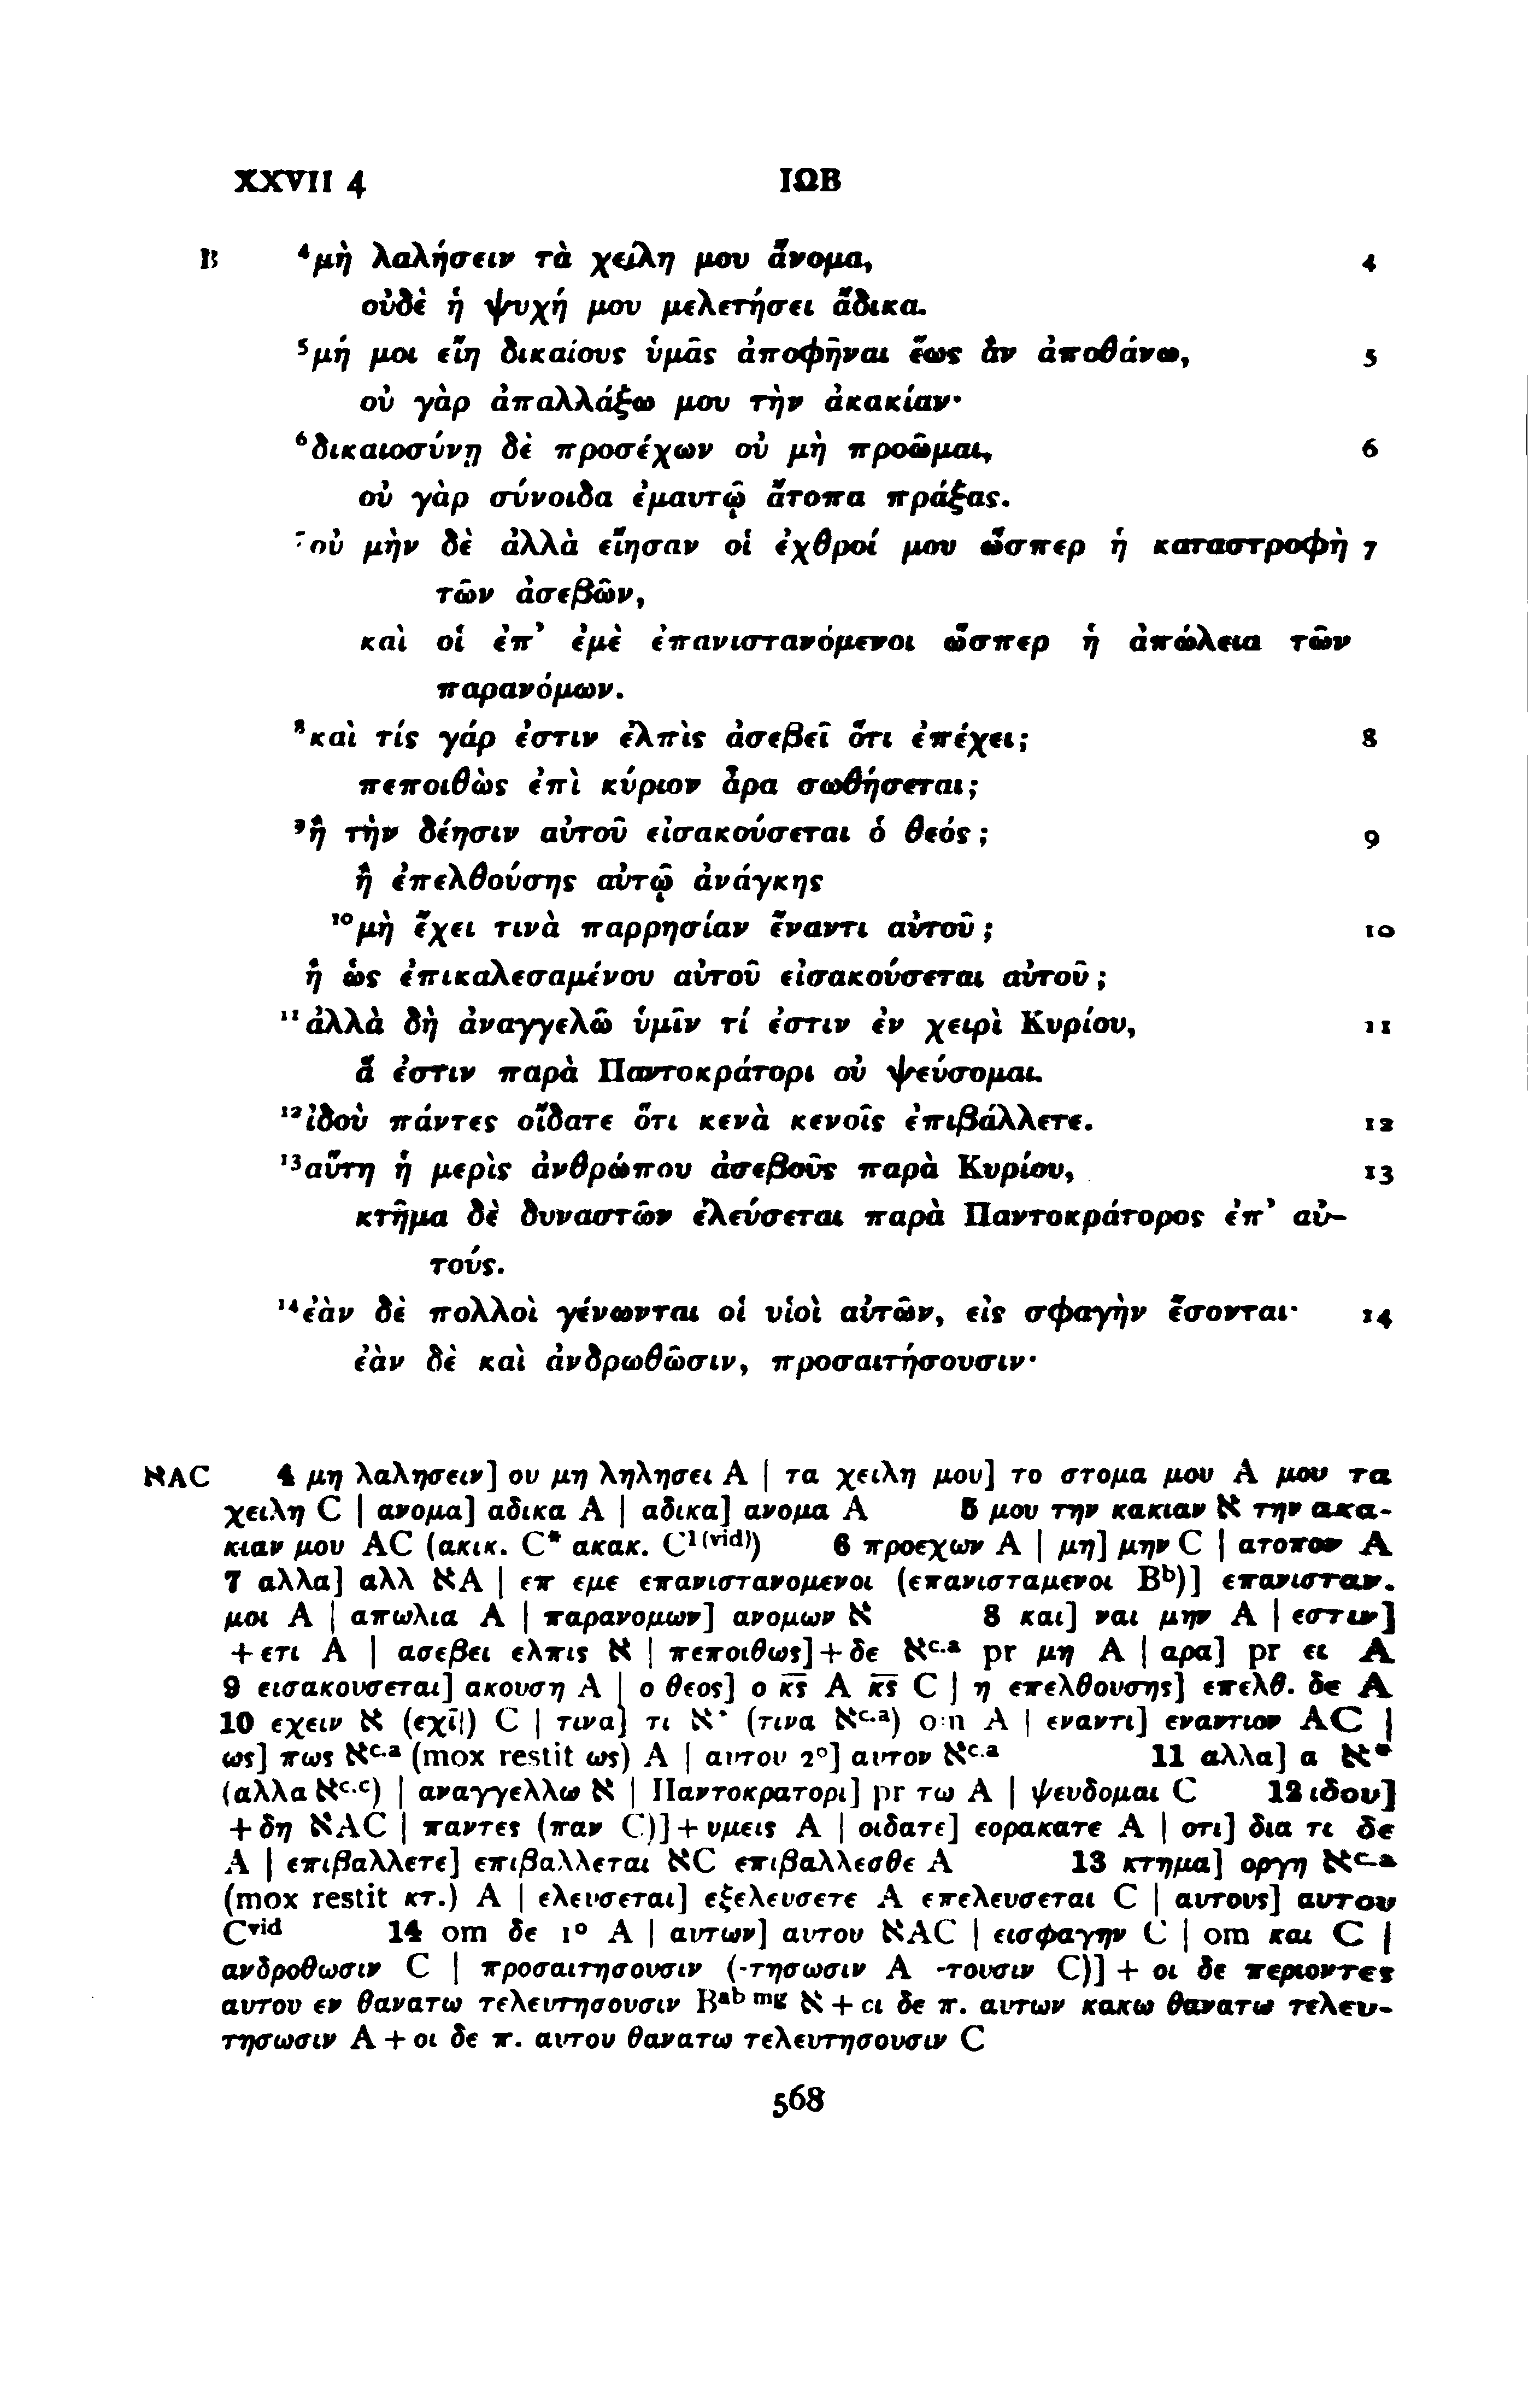 XXVII 4 ΙΩΒ
B ⁴μὴ λαλήσειν τὰ χείλη μου ἄνομα, 4
οὐδὲ ἡ ψυχή μου μελετήσει ἄδικα.
⁵μή μοι εἴη δικαίους ὑμᾶς ἀποφῆναι ἕως ἂν ἀποθάνω, 5
οὐ γὰρ ἀπαλλάξω μου τὴν ἀκακίαν·
⁶δικαιοσύνῃ δὲ προσέχων οὐ μὴ προῶμαι, 6
οὐ γὰρ σύνοιδα ἐμαυτῷ ἄτοπα πράξας.
⁷οὐ μὴν δὲ ἀλλὰ εἴησαν οἱ ἐχθροί μου ὥσπερ ἡ καταστροφὴ 7
τῶν ἀσεβῶν,
καὶ οἱ ἐπ’ ἐμὲ ἐπανιστανόμενοι ὥσπερ ἡ ἀπώλεια τῶν
παρανόμων.
⁸καὶ τίς γάρ ἐστιν ἐλπὶς ἀσεβεῖ ὅτι ἐπέχει; 8
πεποιθὼς ἐπὶ κύριον ἆρα σωθήσεται;
⁹ἢ τὴν δέησιν αὐτοῦ εἰσακούσεται ὁ θεός; 9
ἢ ἐπελθούσης αὐτῷ ἀνάγκης
¹⁰μὴ ἔχει τινὰ παρρησίαν ἔναντι αὐτοῦ; 10
ἢ ὡς ἐπικαλεσαμένου αὐτοῦ εἰσακούσεται αὐτοῦ;
¹¹ἀλλὰ δὴ ἀναγγελῶ ὑμῖν τί ἐστιν ἐν χειρὶ Κυρίου, 11
ἅ ἐστιν παρὰ Παντοκράτορι οὐ ψεύσομαι.
¹²ἰδοὺ πάντες οἴδατε ὅτι κενὰ κενοῖς ἐπιβάλλετε. 12
¹³αὕτη ἡ μερὶς ἀνθρώπου ἀσεβοῦς παρὰ Κυρίου, 13
κτῆμα δὲ δυναστῶν ἐλεύσεται παρὰ Παντοκράτορος ἐπ’ αὐ-
τούς.
¹⁴ἐὰν δὲ πολλοὶ γένωνται οἱ υἱοὶ αὐτῶν, εἰς σφαγὴν ἔσονται· 14
ἐὰν δὲ καὶ ἀνδρωθῶσιν, προσαιτήσουσιν·
ℵAC 4 μη λαλησειν] ου μη ληλησει A | τα χειλη μου] το στομα μου A μου τα
χειλη C | ανομα] αδικα A | αδικα] ανομα A 5 μου την κακιαν ℵ την ακα-
κιαν μου AC (ακικ. C* ακακ. C¹⁽ᵛⁱᵈ⁾) 6 προεχων A | μη] μην C | ατοπον A
7 αλλα] αλλ ℵA | επ εμε επανιστανομενοι (επανισταμενοι Bᵇ)] επανισταν.
μοι A | απωλια A | παρανομων] ανομων ℵ 8 και] ναι μην A | εστιν]
+ετι A | ασεβει ελπις ℵ | πεποιθως]+δε ℵᶜ·ᵃ pr μη A | αρα] pr ει A
9 εισακουσεται] ακουση A | ο θεος] ο κ̅ς̅ A κ̅ς̅ C | η επελθουσης] επελθ. δε A
10 εχειν ℵ (εχῑ||) C | τινα] τι ℵ* (τινα ℵᶜ·ᵃ) om A | εναντι] εναντιον AC |
ως] πως ℵᶜ·ᵃ (mox restit ως) A | αυτου 2°] αυτον ℵᶜ·ᵃ 11 αλλα] α ℵ*
(αλλα ℵᶜ·ᶜ) | αναγγελλω ℵ | Παντοκρατορι] pr τω A | ψευδομαι C 12 ιδου]
+δη ℵAC | παντες (παν C)]+υμεις A | οιδατε] εορακατε A | οτι] δια τι δε
A | επιβαλλετε] επιβαλλεται ℵC επιβαλλεσθε A 13 κτημα] οργη ℵᶜ·ᵃ
(mox restit κτ.) A | ελευσεται] εξελευσετε A επελευσεται C | αυτους] αυτου
Cᵛⁱᵈ 14 om δε 1° A | αυτων] αυτου ℵAC | εισφαγην C | om και C |
ανδροθωσιν C | προσαιτησουσιν (-τησωσιν A -τουσιν C)] + οι δε περιοντες
αυτου εν θανατω τελευτησουσιν Bᵃᵇ ᵐᵍ ℵ + οι δε π. αυτων κακω θανατω τελευ-
τησωσιν A + οι δε π. αυτου θανατω τελευτησουσιν C
568